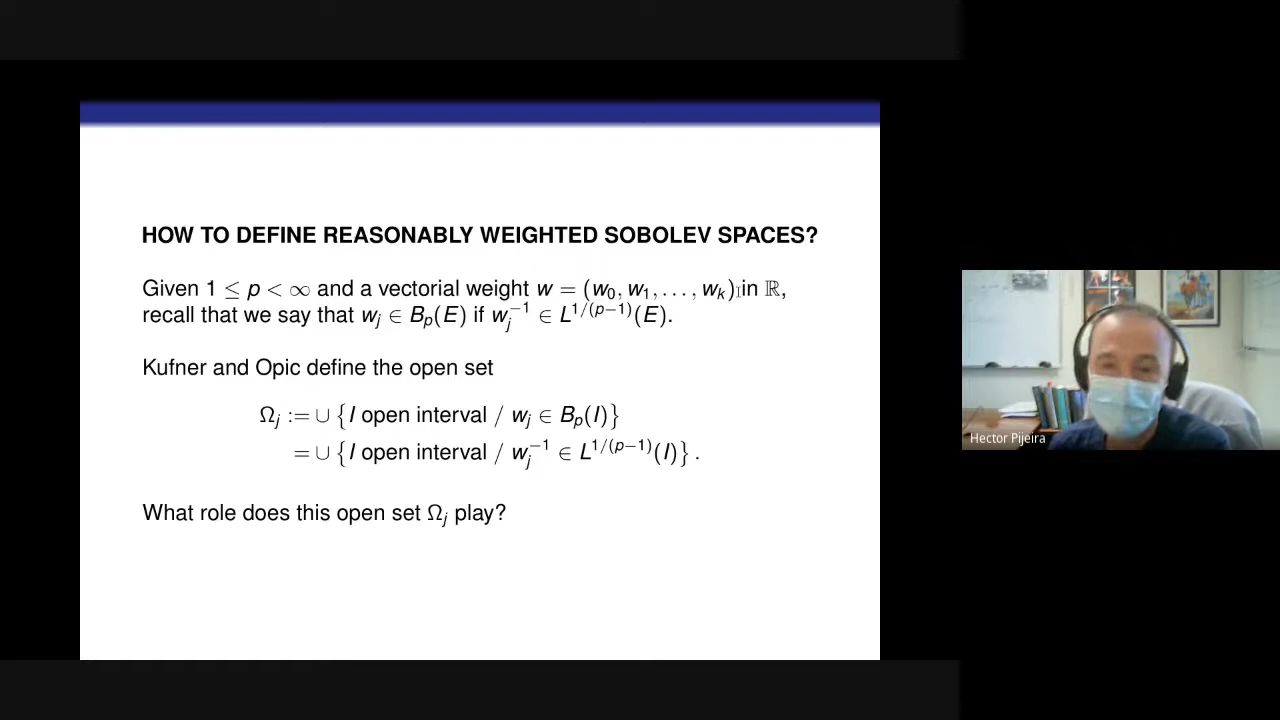 HOW TO DEFINE REASONABLY WEIGHTED SOBOLEV SPACES?
Given 1 ≤ p < ∞ and a vectorial weight w = (w₀, w₁, . . . , wₖ) in ℝ,
recall that we say that wⱼ ∈ Bₚ(E) if wⱼ⁻¹ ∈ L^{1/(p−1)}(E).
Kufner and Opic define the open set
Ωⱼ := ∪ {I open interval / wⱼ ∈ Bₚ(I)}
= ∪ {I open interval / wⱼ⁻¹ ∈ L^{1/(p−1)}(I)} .
What role does this open set Ωⱼ play?
Hector Pijeira